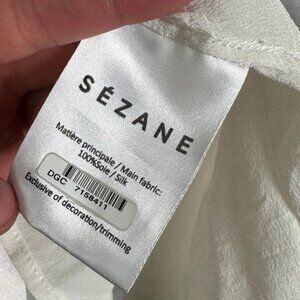 SÉZANE
Matière principale / Main fabric:
100%Soie / Silk
DGC 7158411
Exclusive of decoration/trimming